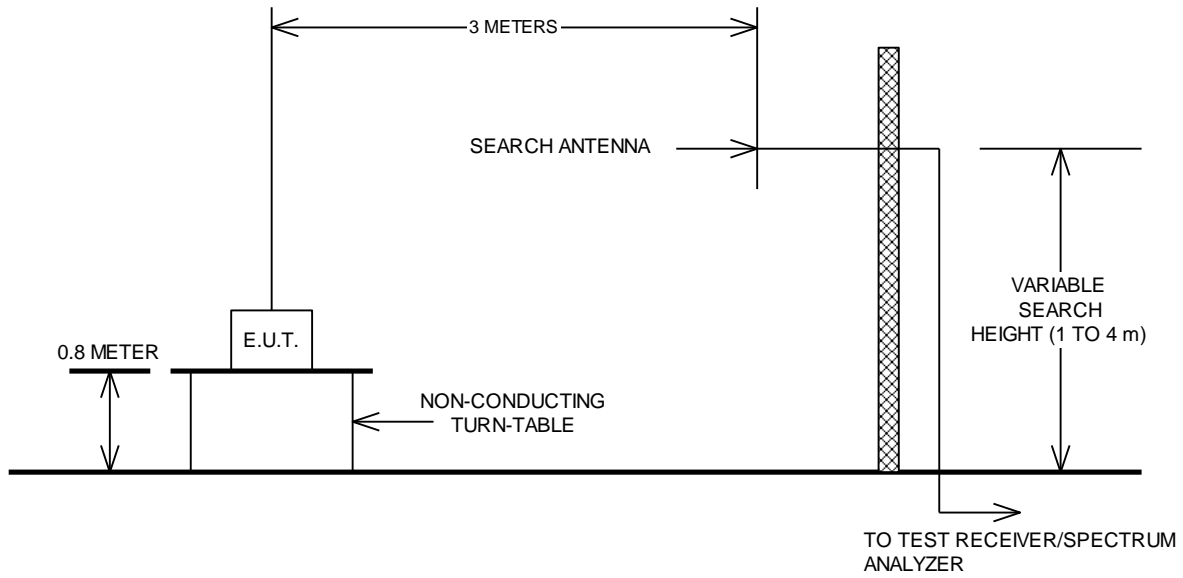 3 METERS
SEARCH ANTENNA
VARIABLE
SEARCH
HEIGHT (1 TO 4 m)
E.U.T.
0.8 METER
NON-CONDUCTING
TURN-TABLE
TO TEST RECEIVER/SPECTRUM
ANALYZER